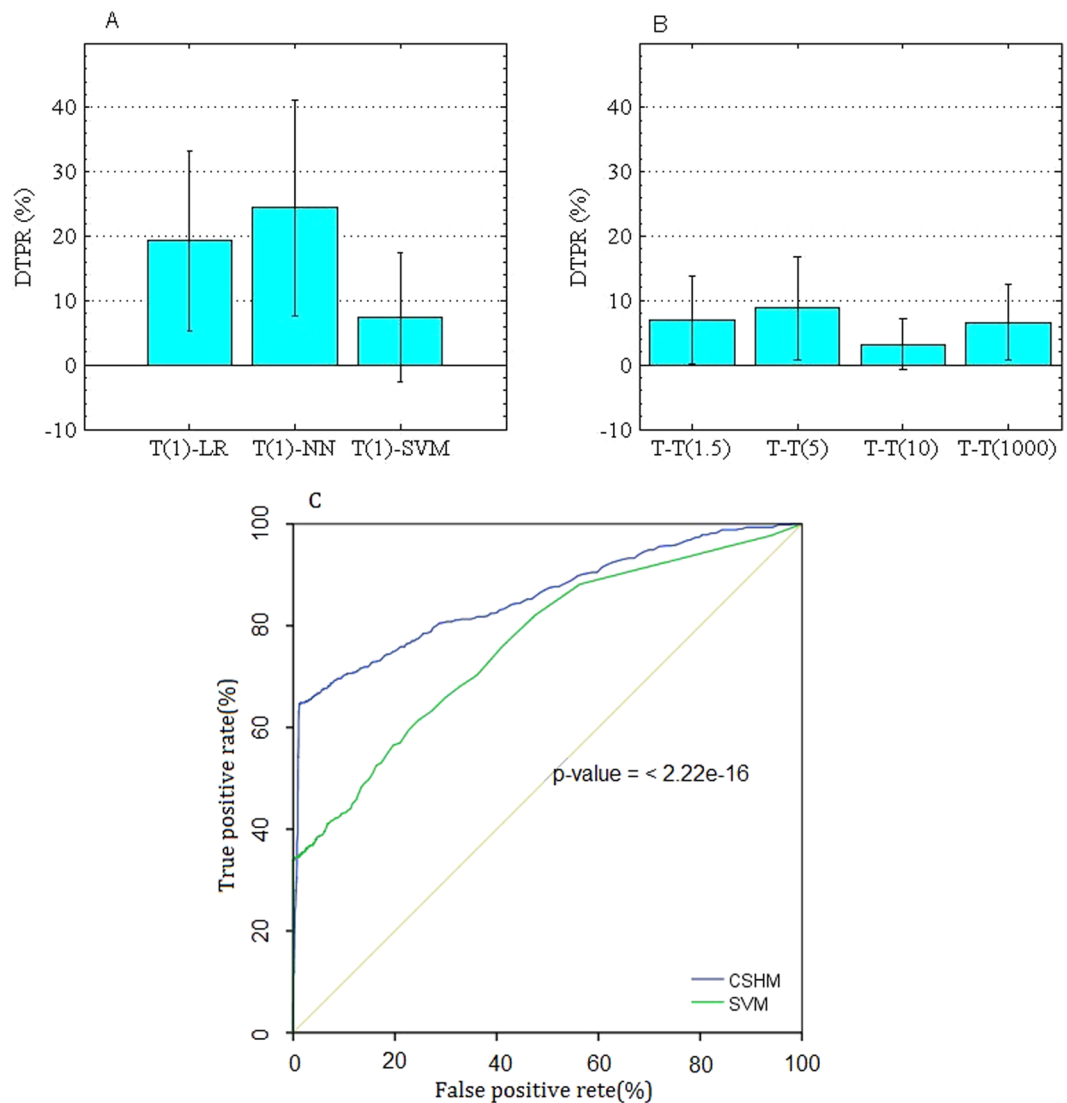 A
DTPR (%)
40
30
20
10
0
-10
T(1)-LR T(1)-NN T(1)-SVM
B
DTPR (%)
40
30
20
10
0
-10
T-T(1.5) T-T(5) T-T(10) T-T(1000)
C
True positive rate(%)
100
80
60
40
20
0
p-value = < 2.22e-16
CSHM
SVM
0 20 40 60 80 100
False positive rete(%)